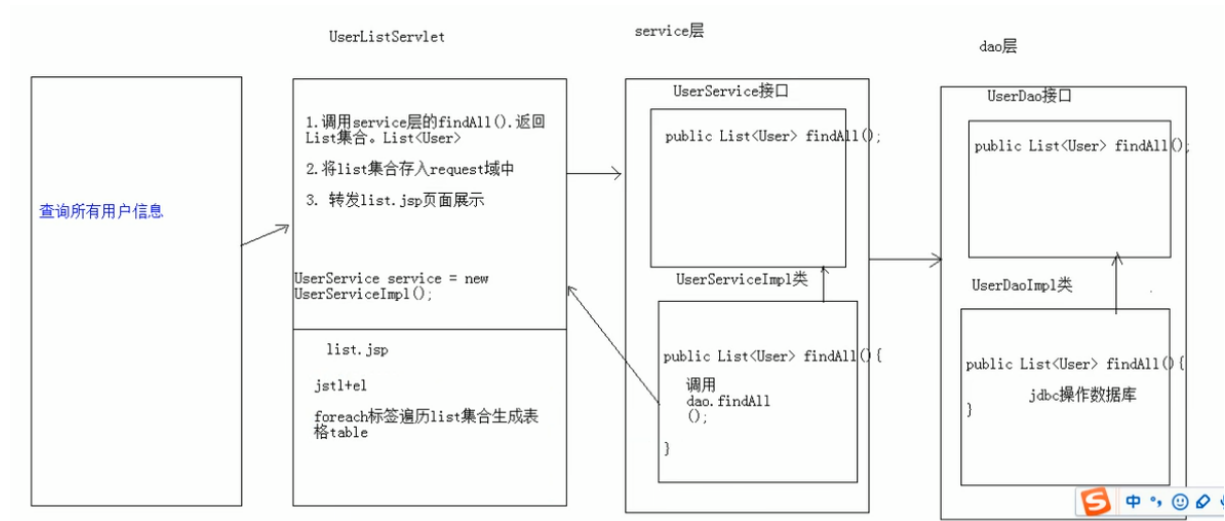 UserListServlet
service层
dao层
查询所有用户信息
1.调用service层的findAll().返回
List集合。List<User>
2.将list集合存入request域中
3. 转发list.jsp页面展示
UserService service = new
UserServiceImpl();
list.jsp
jstl+el
foreach标签遍历list集合生成表
格table
UserService接口
public List<User> findAll();
UserServiceImpl类
public List<User> findAll(){
调用
dao.findAll
();
}
UserDao接口
public List<User> findAll();
UserDaoImpl类
public List<User> findAll(){
jdbc操作数据库
}
S 中